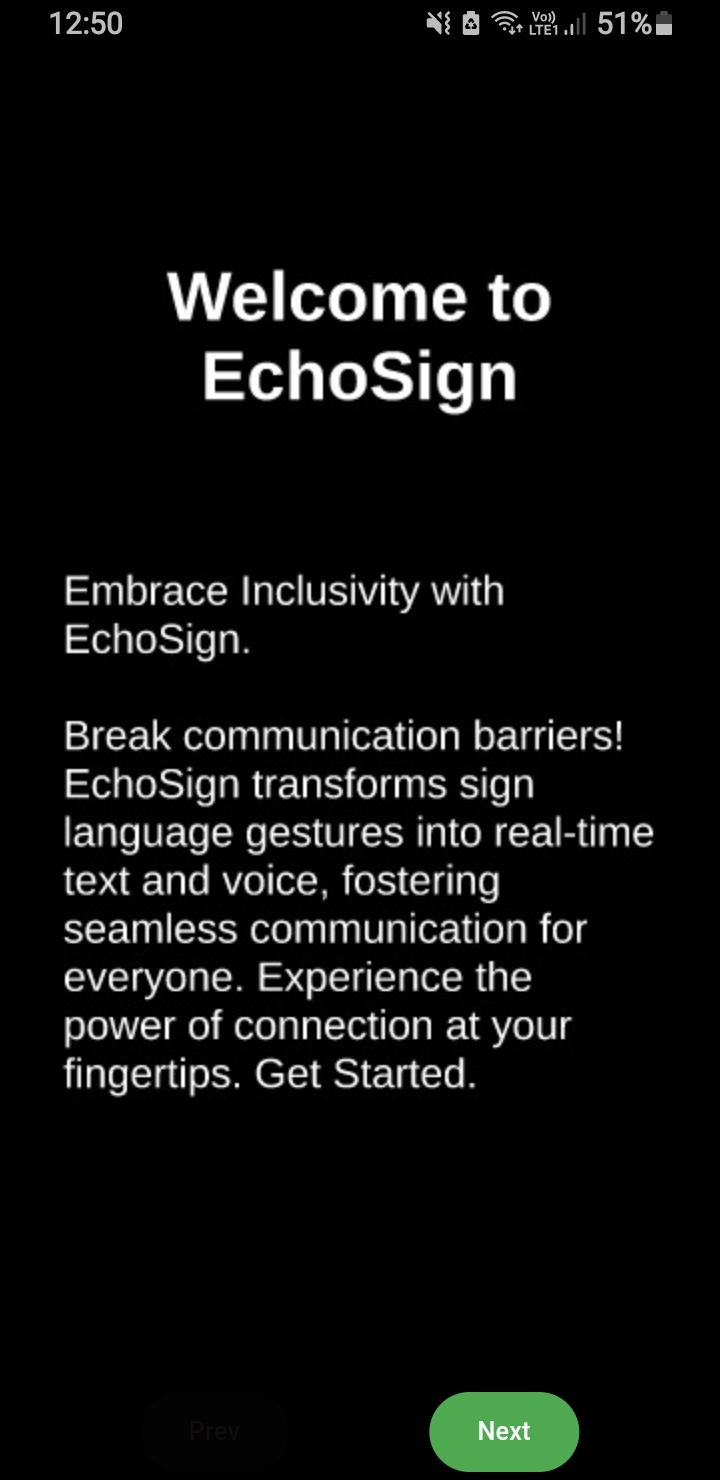 12:50 Vo)) LTE1 51%
Welcome to
EchoSign
Embrace Inclusivity with
EchoSign.
Break communication barriers!
EchoSign transforms sign
language gestures into real-time
text and voice, fostering
seamless communication for
everyone. Experience the
power of connection at your
fingertips. Get Started.
Prev Next